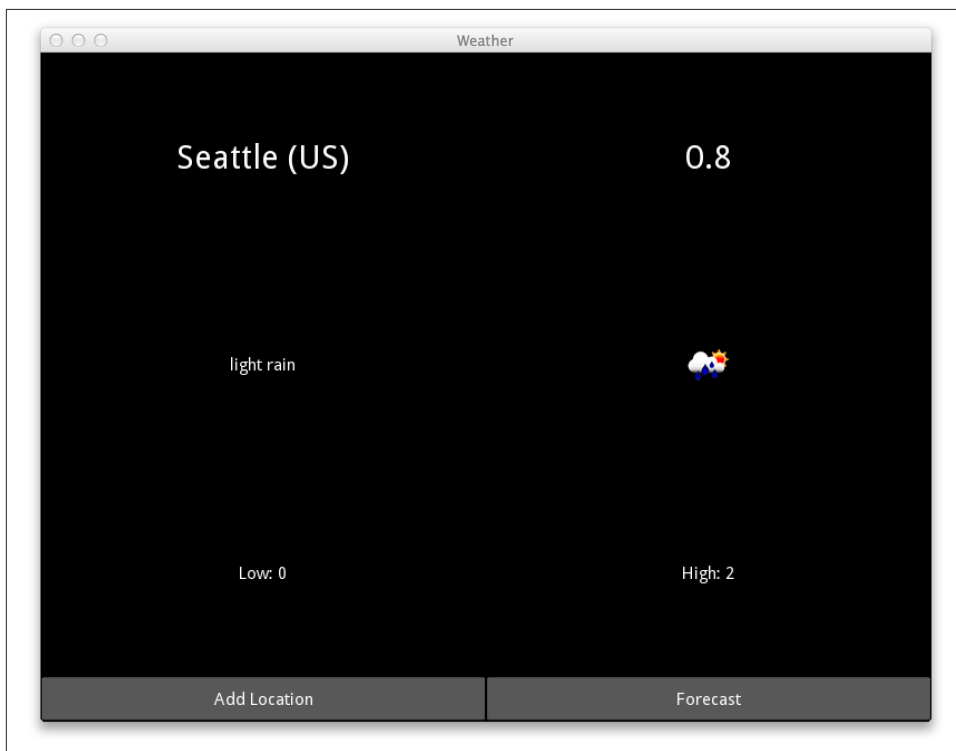 Weather
Seattle (US)
0.8
light rain
Low: 0
High: 2
Add Location
Forecast